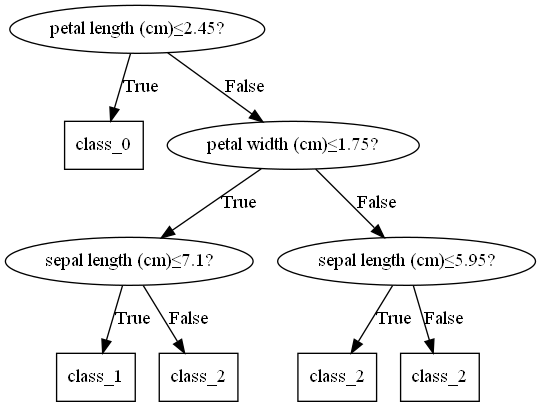 petal length (cm)≤2.45?
True
False
class_0
petal width (cm)≤1.75?
True
False
sepal length (cm)≤7.1?
sepal length (cm)≤5.95?
True
False
True
False
class_1
class_2
class_2
class_2